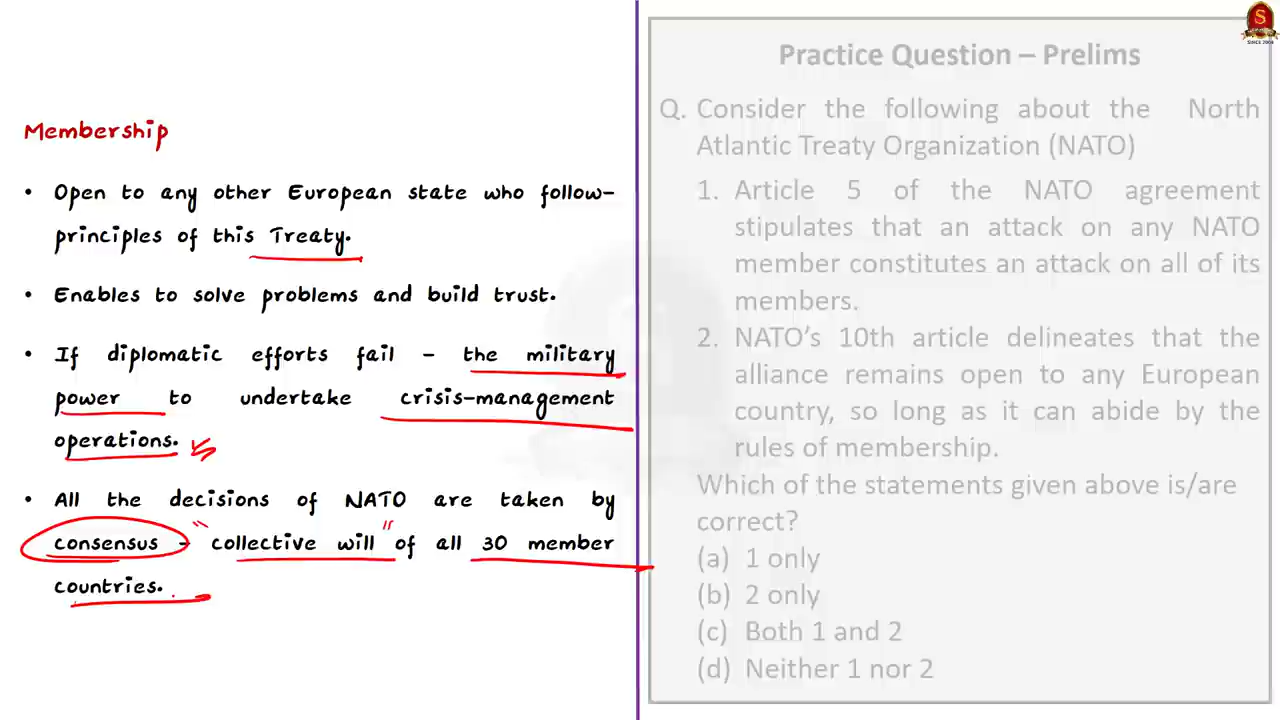 Membership
• Open to any other European state who follow-
principles of this Treaty.
• Enables to solve problems and build trust.
• If diplomatic efforts fail - the military
power to undertake crisis-management
operations.
• All the decisions of NATO are taken by
consensus - "collective will" of all 30 member
countries.
S
SINCE 2004
Practice Question – Prelims
Q. Consider the following about the North
Atlantic Treaty Organization (NATO)
1. Article 5 of the NATO agreement
stipulates that an attack on any NATO
member constitutes an attack on all of its
members.
2. NATO's 10th article delineates that the
alliance remains open to any European
country, so long as it can abide by the
rules of membership.
Which of the statements given above is/are
correct?
(a) 1 only
(b) 2 only
(c) Both 1 and 2
(d) Neither 1 nor 2